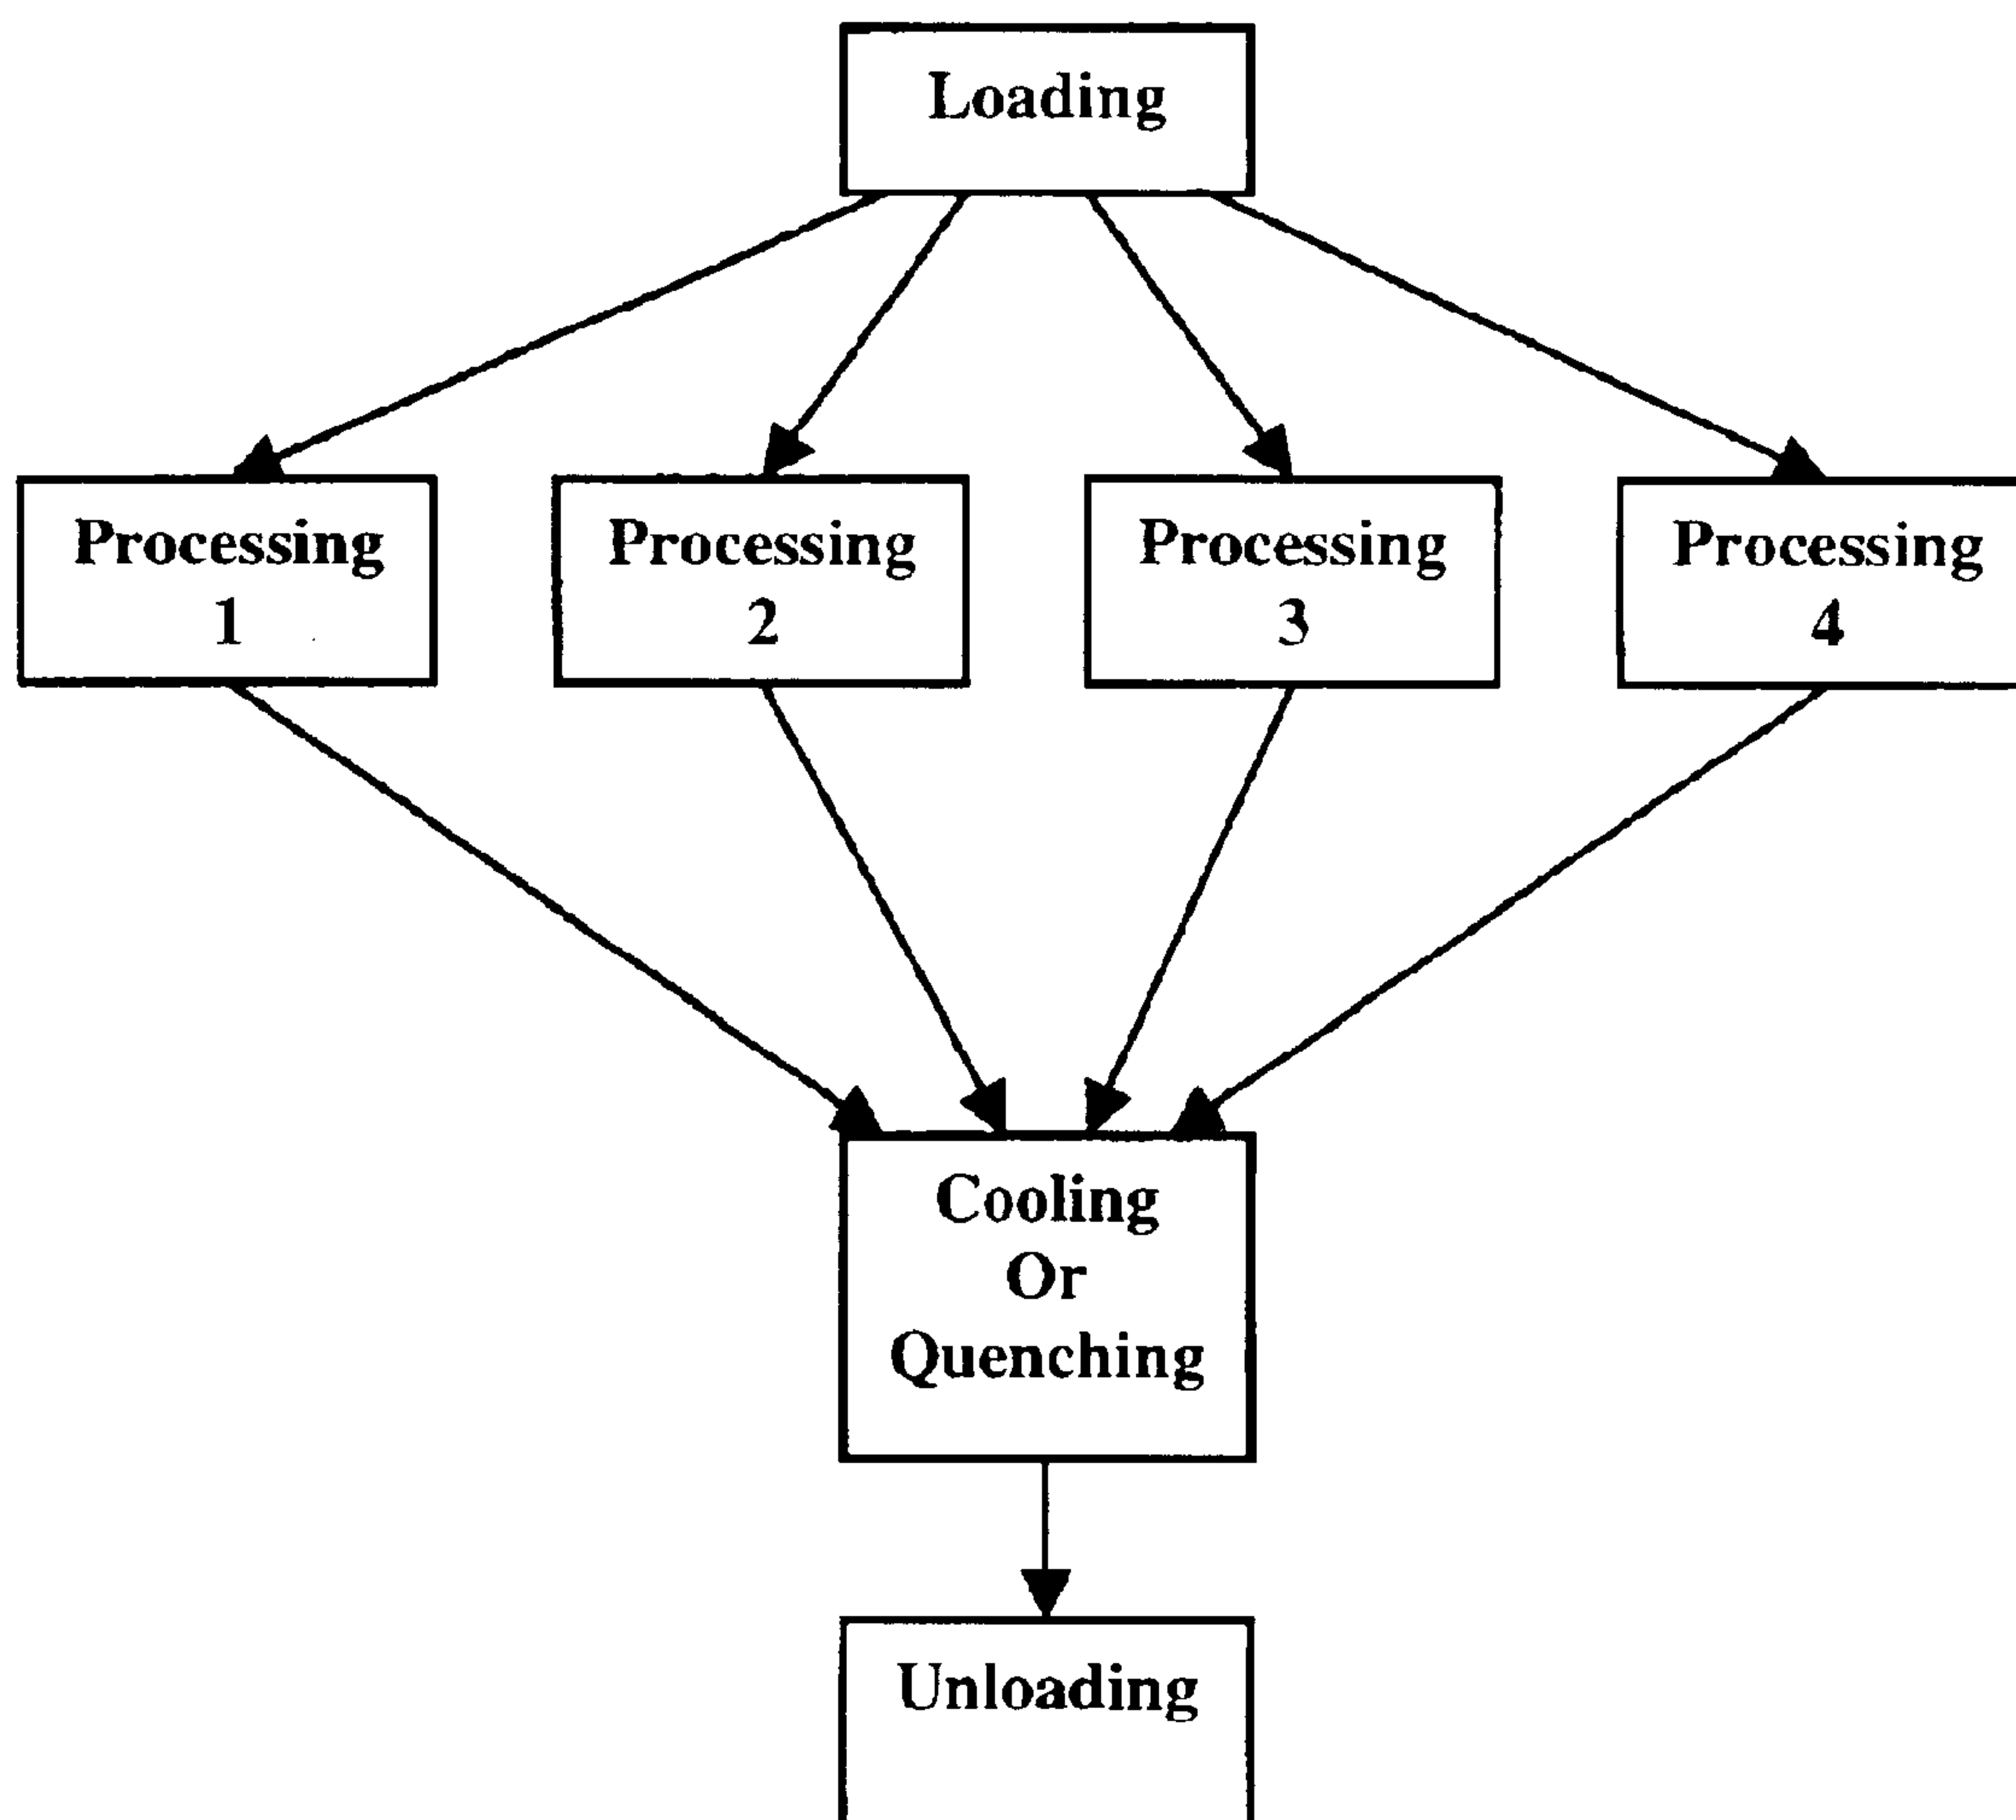 Loading
Processing
1
Processing
2
Processing
3
Processing
4
Cooling
Or
Quenching
Unloading